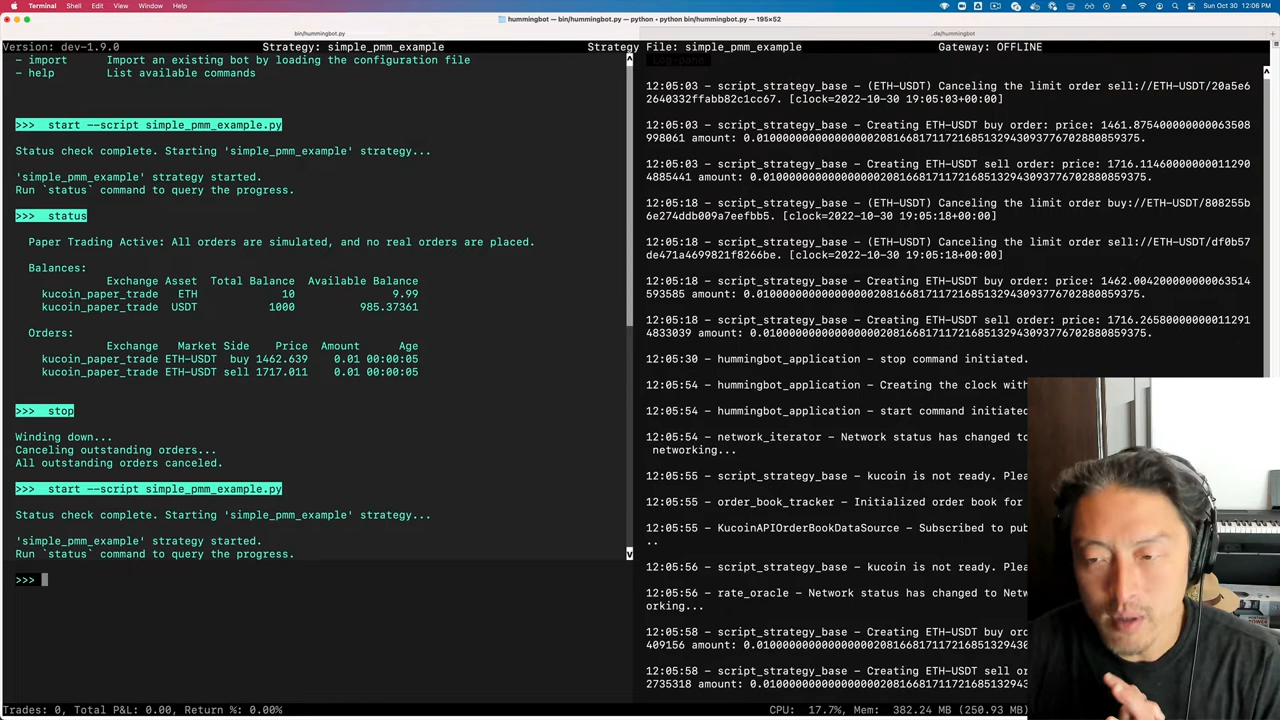 Terminal Shell Edit View Window Help
Sun Oct 30 12:06 PM
hummingbot — bin/hummingbot.py — python • python bin/hummingbot.py — 195×52
bin/hummingbot.py
..de/hummingbot
Version: dev-1.9.0 Strategy: simple_pmm_example Strategy File: simple_pmm_example Gateway: OFFLINE
- import Import an existing bot by loading the configuration file
- help List available commands
>>> start --script simple_pmm_example.py
Status check complete. Starting 'simple_pmm_example' strategy...
'simple_pmm_example' strategy started.
Run `status` command to query the progress.
>>> status
Paper Trading Active: All orders are simulated, and no real orders are placed.
Balances:
Exchange Asset Total Balance Available Balance
kucoin_paper_trade ETH 10 9.99
kucoin_paper_trade USDT 1000 985.37361
Orders:
Exchange Market Side Price Amount Age
kucoin_paper_trade ETH-USDT buy 1462.639 0.01 00:00:05
kucoin_paper_trade ETH-USDT sell 1717.011 0.01 00:00:05
>>> stop
Winding down...
Canceling outstanding orders...
All outstanding orders canceled.
>>> start --script simple_pmm_example.py
Status check complete. Starting 'simple_pmm_example' strategy...
'simple_pmm_example' strategy started.
Run `status` command to query the progress.
>>>
Log-pane
12:05:03 - script_strategy_base - (ETH-USDT) Canceling the limit order sell://ETH-USDT/20a5e6
2640332ffabb82c1cc67. [clock=2022-10-30 19:05:03+00:00]
12:05:03 - script_strategy_base - Creating ETH-USDT buy order: price: 1461.875400000000063508
998061 amount: 0.01000000000000000020816681711721685132943093776702880859375.
12:05:03 - script_strategy_base - Creating ETH-USDT sell order: price: 1716.11460000000011290
4885441 amount: 0.01000000000000000020816681711721685132943093776702880859375.
12:05:18 - script_strategy_base - (ETH-USDT) Canceling the limit order buy://ETH-USDT/808255b
6e274ddb009a7eefbb5. [clock=2022-10-30 19:05:18+00:00]
12:05:18 - script_strategy_base - (ETH-USDT) Canceling the limit order sell://ETH-USDT/df0b57
de471a4699821f8266be. [clock=2022-10-30 19:05:18+00:00]
12:05:18 - script_strategy_base - Creating ETH-USDT buy order: price: 1462.004200000000063514
593585 amount: 0.01000000000000000020816681711721685132943093776702880859375.
12:05:18 - script_strategy_base - Creating ETH-USDT sell order: price: 1716.26580000000011291
4833039 amount: 0.01000000000000000020816681711721685132943093776702880859375.
12:05:30 - hummingbot_application - stop command initiated.
12:05:54 - hummingbot_application - Creating the clock with
12:05:54 - hummingbot_application - start command initiated
12:05:54 - network_iterator - Network status has changed to
networking...
12:05:55 - script_strategy_base - kucoin is not ready. Plea
12:05:55 - order_book_tracker - Initialized order book for
12:05:55 - KucoinAPIOrderBookDataSource - Subscribed to pub
..
12:05:56 - script_strategy_base - kucoin is not ready. Plea
12:05:56 - rate_oracle - Network status has changed to Netw
orking...
12:05:58 - script_strategy_base - Creating ETH-USDT buy ord
409156 amount: 0.010000000000000000208166817117216851329430
12:05:58 - script_strategy_base - Creating ETH-USDT sell or
2735318 amount: 0.01000000000000000020816681711721685132943
Trades: 0, Total P&L: 0.00, Return %: 0.00% CPU: 17.7%, Mem: 382.24 MB (250.93 MB)